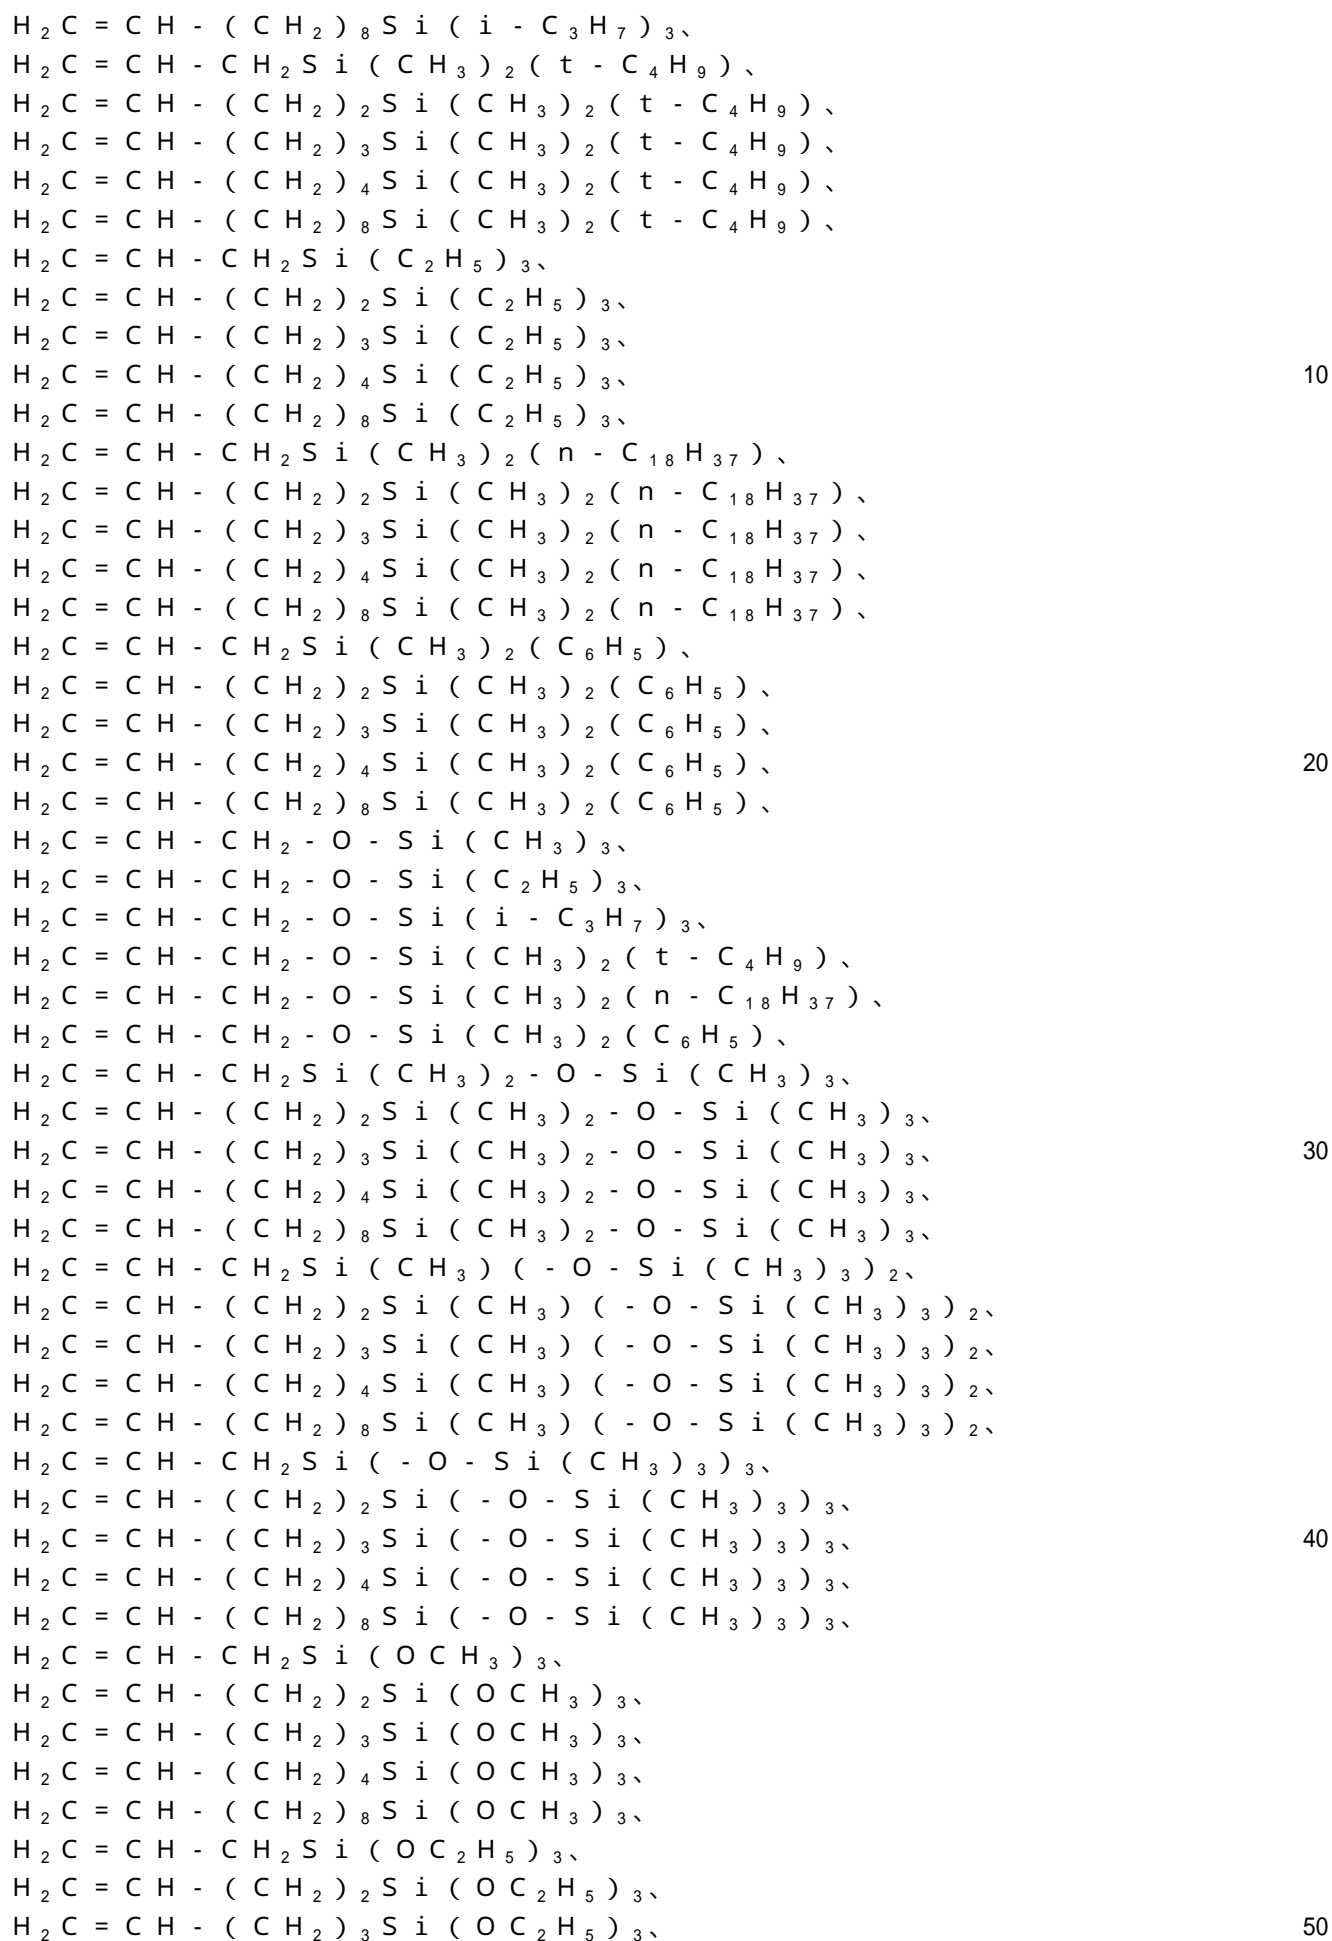 H₂C=CH-(CH₂)₈Si(i-C₃H₇)₃、
H₂C=CH-CH₂Si(CH₃)₂(t-C₄H₉)、
H₂C=CH-(CH₂)₂Si(CH₃)₂(t-C₄H₉)、
H₂C=CH-(CH₂)₃Si(CH₃)₂(t-C₄H₉)、
H₂C=CH-(CH₂)₄Si(CH₃)₂(t-C₄H₉)、
H₂C=CH-(CH₂)₈Si(CH₃)₂(t-C₄H₉)、
H₂C=CH-CH₂Si(C₂H₅)₃、
H₂C=CH-(CH₂)₂Si(C₂H₅)₃、
H₂C=CH-(CH₂)₃Si(C₂H₅)₃、
H₂C=CH-(CH₂)₄Si(C₂H₅)₃、 10
H₂C=CH-(CH₂)₈Si(C₂H₅)₃、
H₂C=CH-CH₂Si(CH₃)₂(n-C₁₈H₃₇)、
H₂C=CH-(CH₂)₂Si(CH₃)₂(n-C₁₈H₃₇)、
H₂C=CH-(CH₂)₃Si(CH₃)₂(n-C₁₈H₃₇)、
H₂C=CH-(CH₂)₄Si(CH₃)₂(n-C₁₈H₃₇)、
H₂C=CH-(CH₂)₈Si(CH₃)₂(n-C₁₈H₃₇)、
H₂C=CH-CH₂Si(CH₃)₂(C₆H₅)、
H₂C=CH-(CH₂)₂Si(CH₃)₂(C₆H₅)、
H₂C=CH-(CH₂)₃Si(CH₃)₂(C₆H₅)、
H₂C=CH-(CH₂)₄Si(CH₃)₂(C₆H₅)、 20
H₂C=CH-(CH₂)₈Si(CH₃)₂(C₆H₅)、
H₂C=CH-CH₂-O-Si(CH₃)₃、
H₂C=CH-CH₂-O-Si(C₂H₅)₃、
H₂C=CH-CH₂-O-Si(i-C₃H₇)₃、
H₂C=CH-CH₂-O-Si(CH₃)₂(t-C₄H₉)、
H₂C=CH-CH₂-O-Si(CH₃)₂(n-C₁₈H₃₇)、
H₂C=CH-CH₂-O-Si(CH₃)₂(C₆H₅)、
H₂C=CH-CH₂Si(CH₃)₂-O-Si(CH₃)₃、
H₂C=CH-(CH₂)₂Si(CH₃)₂-O-Si(CH₃)₃、
H₂C=CH-(CH₂)₃Si(CH₃)₂-O-Si(CH₃)₃、 30
H₂C=CH-(CH₂)₄Si(CH₃)₂-O-Si(CH₃)₃、
H₂C=CH-(CH₂)₈Si(CH₃)₂-O-Si(CH₃)₃、
H₂C=CH-CH₂Si(CH₃)(-O-Si(CH₃)₃)₂、
H₂C=CH-(CH₂)₂Si(CH₃)(-O-Si(CH₃)₃)₂、
H₂C=CH-(CH₂)₃Si(CH₃)(-O-Si(CH₃)₃)₂、
H₂C=CH-(CH₂)₄Si(CH₃)(-O-Si(CH₃)₃)₂、
H₂C=CH-(CH₂)₈Si(CH₃)(-O-Si(CH₃)₃)₂、
H₂C=CH-CH₂Si(-O-Si(CH₃)₃)₃、
H₂C=CH-(CH₂)₂Si(-O-Si(CH₃)₃)₃、
H₂C=CH-(CH₂)₃Si(-O-Si(CH₃)₃)₃、 40
H₂C=CH-(CH₂)₄Si(-O-Si(CH₃)₃)₃、
H₂C=CH-(CH₂)₈Si(-O-Si(CH₃)₃)₃、
H₂C=CH-CH₂Si(OCH₃)₃、
H₂C=CH-(CH₂)₂Si(OCH₃)₃、
H₂C=CH-(CH₂)₃Si(OCH₃)₃、
H₂C=CH-(CH₂)₄Si(OCH₃)₃、
H₂C=CH-(CH₂)₈Si(OCH₃)₃、
H₂C=CH-CH₂Si(OC₂H₅)₃、
H₂C=CH-(CH₂)₂Si(OC₂H₅)₃、
H₂C=CH-(CH₂)₃Si(OC₂H₅)₃、 50